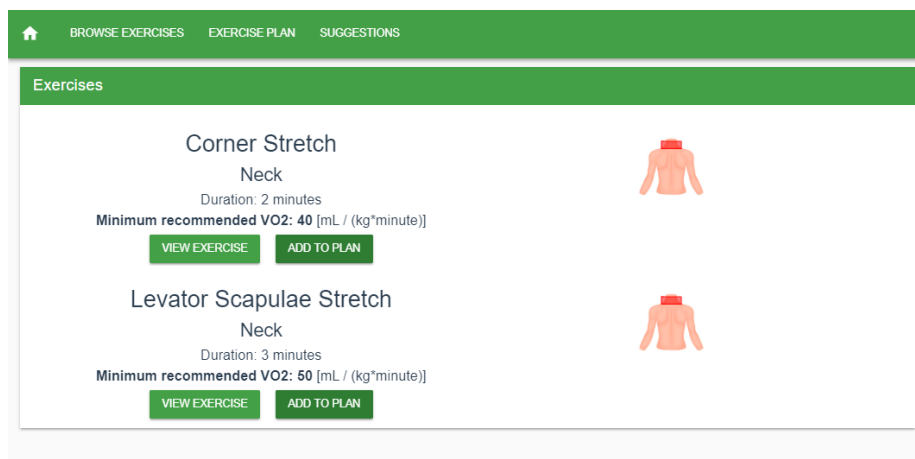 BROWSE EXERCISES EXERCISE PLAN SUGGESTIONS
Exercises
Corner Stretch
Neck
Duration: 2 minutes
Minimum recommended VO2: 40 [mL / (kg*minute)]
VIEW EXERCISE ADD TO PLAN
Levator Scapulae Stretch
Neck
Duration: 3 minutes
Minimum recommended VO2: 50 [mL / (kg*minute)]
VIEW EXERCISE ADD TO PLAN